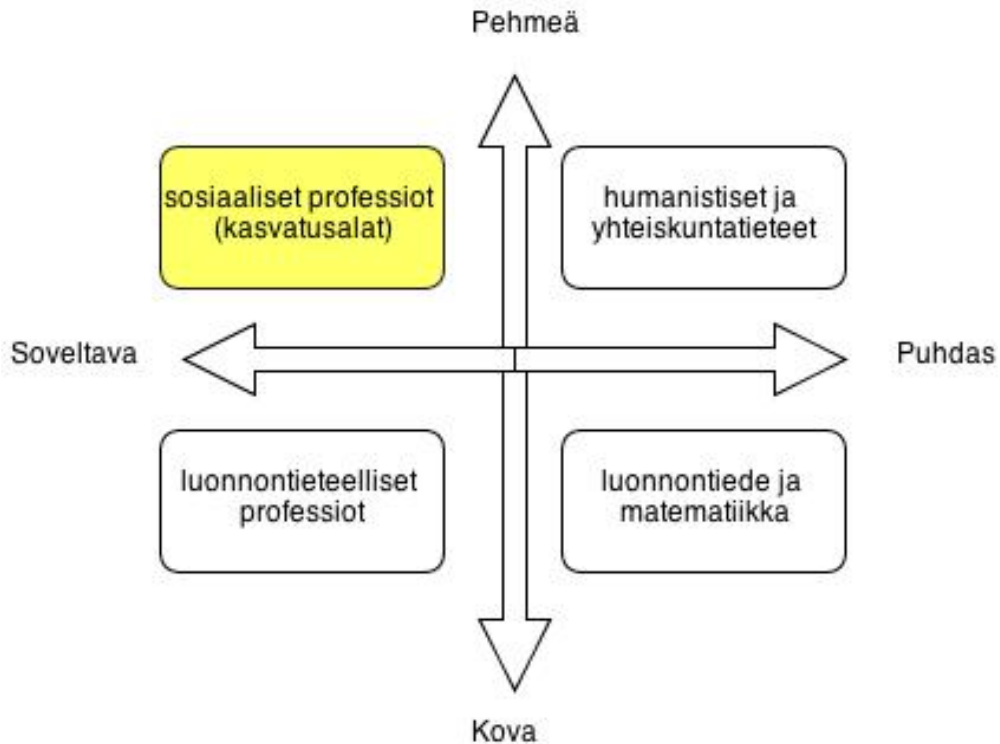 Pehmeä
sosiaaliset professiot
(kasvatusalat)
humanistiset ja
yhteiskuntatieteet
Soveltava
Puhdas
luonnontieteelliset
professiot
luonnontiede ja
matematiikka
Kova